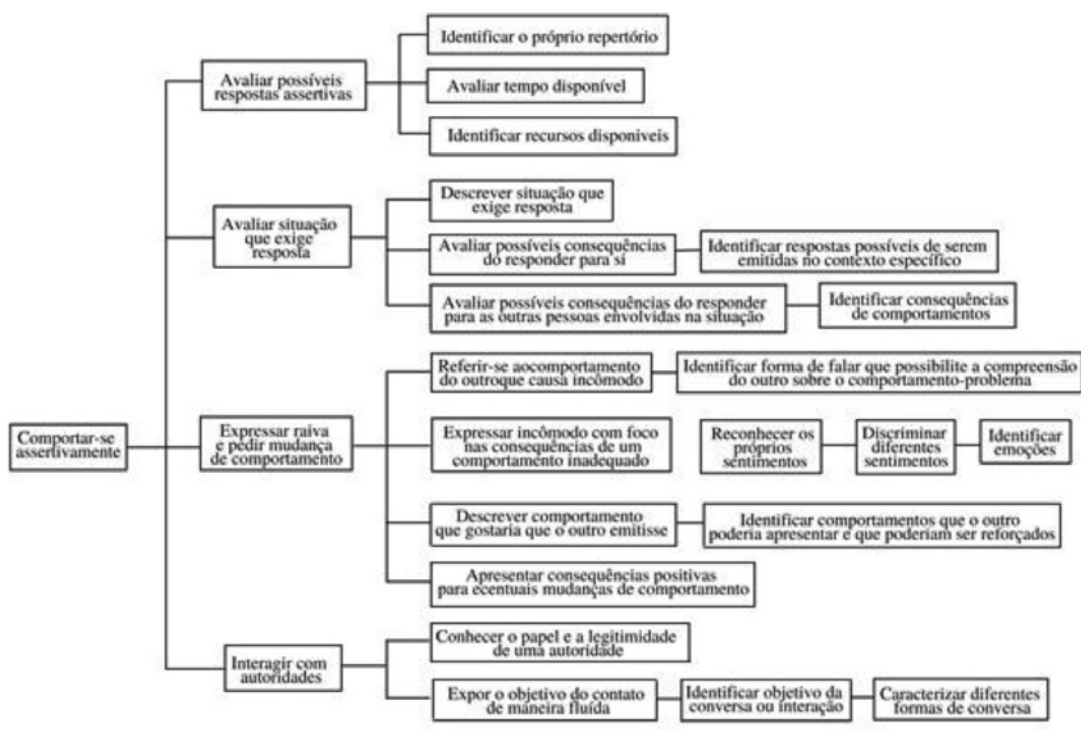 Identificar o próprio repertório
Avaliar possíveis
respostas assertivas
Avaliar tempo disponível
Identificar recursos disponiveis
Avaliar situação
que exige
resposta
Descrever situação que
exige resposta
Avaliar possíveis consequências
do responder para si
Identificar respostas possíveis de serem
emitidas no contexto específico
Avaliar possíveis consequências do responder
para as outras pessoas envolvidas na situação
Identificar consequências
de comportamentos
Comportar-se
assertivamente
Expressar raiva
e pedir mudança
de comportamento
Referir-se aocomportamento
do outroque causa incômodo
Identificar forma de falar que possibilite a compreensão
do outro sobre o comportamento-problema
Expressar incômodo com foco
nas consequências de um
comportamento inadequado
Reconhecer os
próprios
sentimentos
Discriminar
diferentes
sentimentos
Identificar
emoções
Descrever comportamento
que gostaria que o outro emitisse
Identificar comportamentos que o outro
poderia apresentar e que poderiam ser reforçados
Apresentar consequências positivas
para ecentuais mudanças de comportamento
Interagir com
autoridades
Conhecer o papel e a legitimidade
de uma autoridade
Expor o objetivo do contato
de maneira fluída
Identificar objetivo da
conversa ou interação
Caracterizar diferentes
formas de conversa